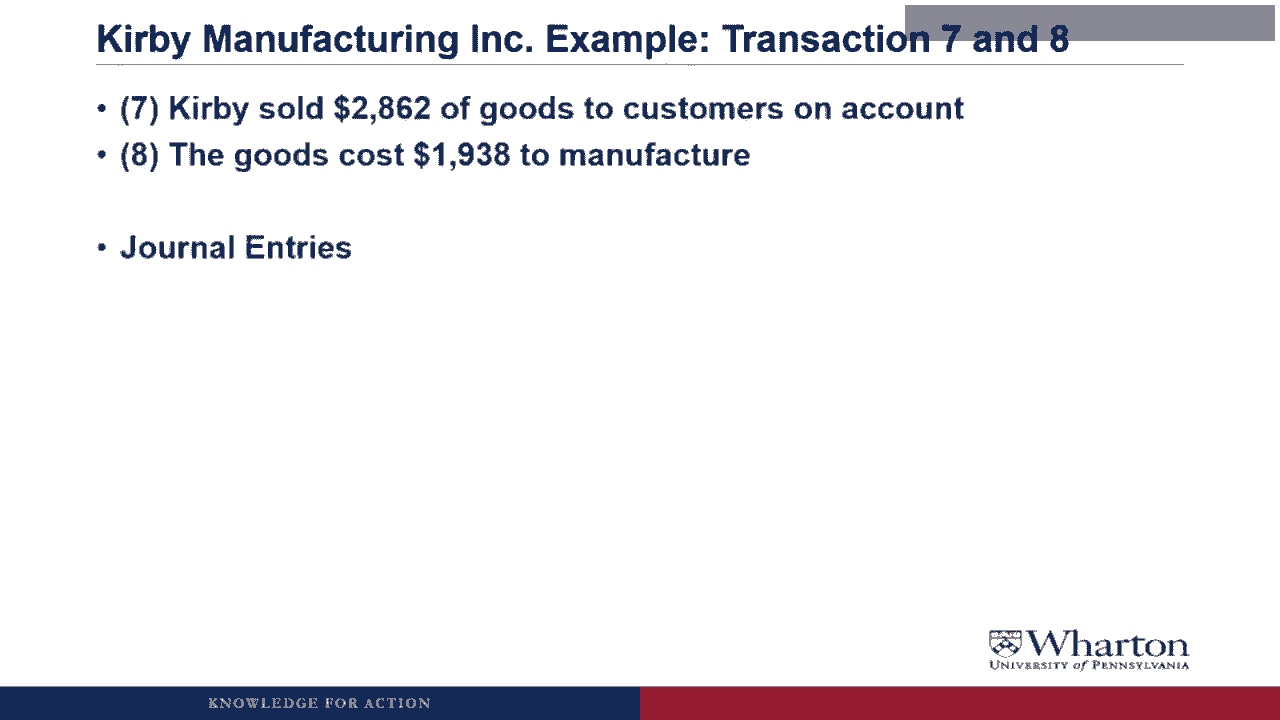 Kirby Manufacturing Inc. Example: Transaction 7 and 8
• (7) Kirby sold $2,862 of goods to customers on account
• (8) The goods cost $1,938 to manufacture
• Journal Entries
Wharton
UNIVERSITY of PENNSYLVANIA
KNOWLEDGE FOR ACTION